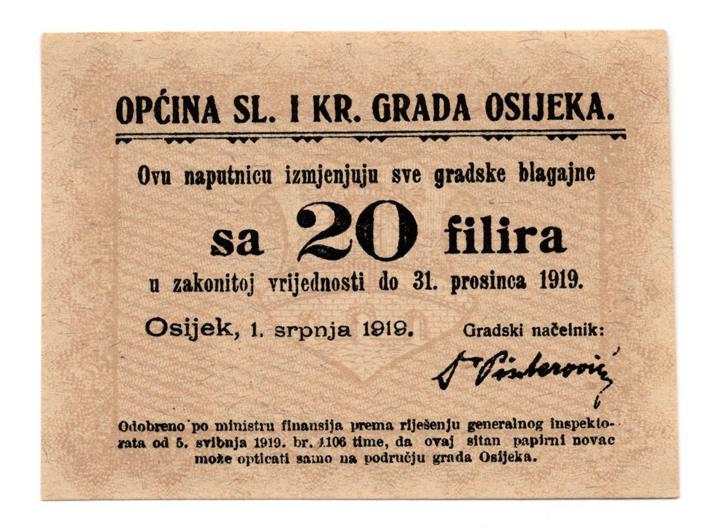 OPĆINA SL. I KR. GRADA OSIJEKA.
Ovu naputnicu izmjenjuju sve gradske blagajne
sa 20 filira
u zakonitoj vrijednosti do 31. prosinca 1919.
Osijek, 1. srpnja 1919. Gradski načelnik:
Dr Pinterović
Odobreno po ministru finansija prema riješenju generalnog inspekto-
rata od 5. svibnja 1919. br. 1106 time, da ovaj sitan papirni novac
može opticati samo na području grada Osijeka.